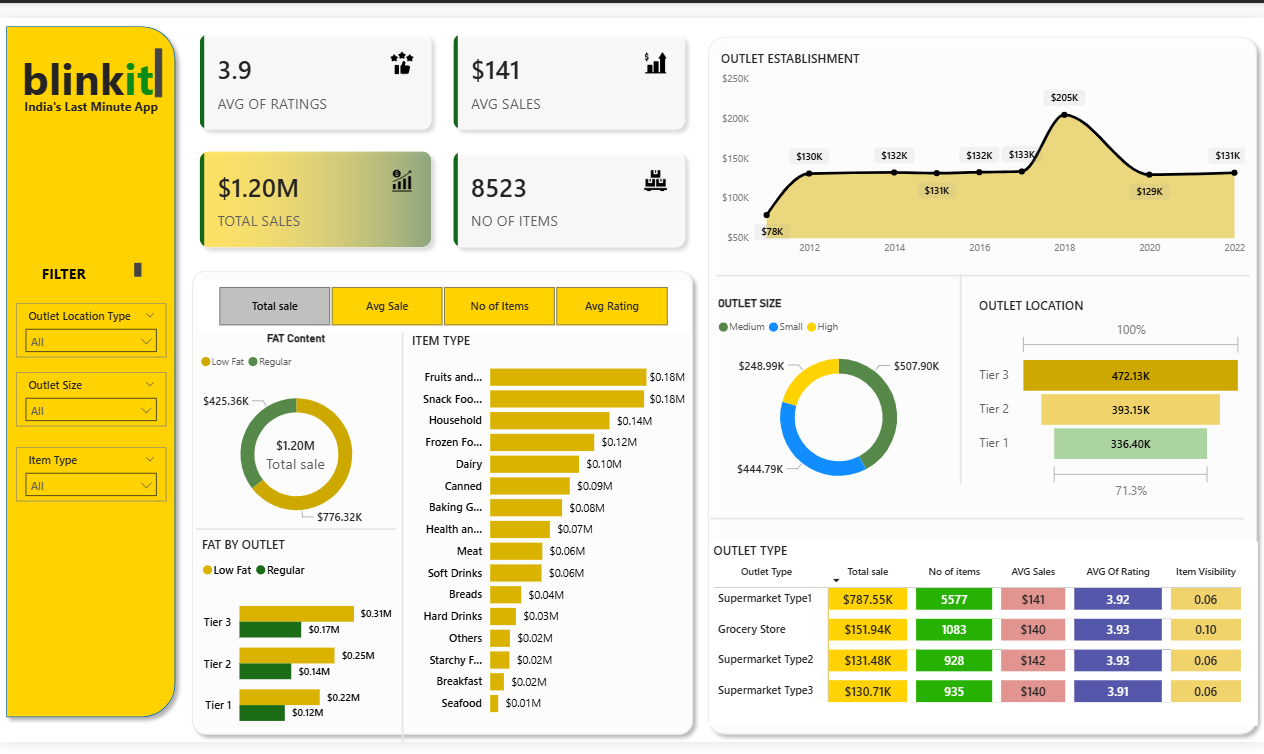 blinkit
India's Last Minute App
FILTER
Outlet Location Type
All
Outlet Size
All
Item Type
All
3.9
AVG OF RATINGS
$141
AVG SALES
$1.20M
TOTAL SALES
8523
NO OF ITEMS
Total sale Avg Sale No of Items Avg Rating
FAT Content
Low Fat Regular
$425.36K
$1.20M
Total sale
$776.32K
FAT BY OUTLET
Low Fat Regular
Tier 3 $0.31M
$0.17M
Tier 2 $0.25M
$0.14M
Tier 1 $0.22M
$0.12M
ITEM TYPE
Fruits and... $0.18M
Snack Foo... $0.18M
Household $0.14M
Frozen Fo... $0.12M
Dairy $0.10M
Canned $0.09M
Baking G... $0.08M
Health an... $0.07M
Meat $0.06M
Soft Drinks $0.06M
Breads $0.04M
Hard Drinks $0.03M
Others $0.02M
Starchy F... $0.02M
Breakfast $0.02M
Seafood $0.01M
OUTLET ESTABLISHMENT
$250K
$200K
$150K
$100K
$50K
$78K
$130K
$132K
$131K
$132K
$133K
$205K
$129K
$131K
2012 2014 2016 2018 2020 2022
OUTLET SIZE
Medium Small High
$248.99K
$507.90K
$444.79K
OUTLET LOCATION
100%
Tier 3 472.13K
Tier 2 393.15K
Tier 1 336.40K
71.3%
OUTLET TYPE
Outlet Type Total sale No of items AVG Sales AVG Of Rating Item Visibility
Supermarket Type1 $787.55K 5577 $141 3.92 0.06
Grocery Store $151.94K 1083 $140 3.93 0.10
Supermarket Type2 $131.48K 928 $142 3.93 0.06
Supermarket Type3 $130.71K 935 $140 3.91 0.06